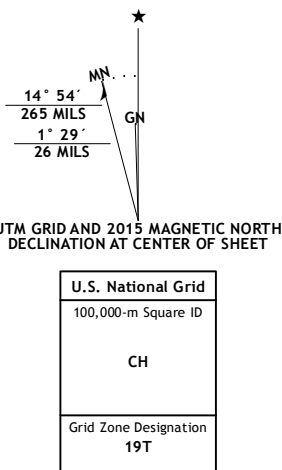 ★
MN
14° 54´
265 MILS
GN
1° 29´
26 MILS
UTM GRID AND 2015 MAGNETIC NORTH
DECLINATION AT CENTER OF SHEET
U.S. National Grid
100,000-m Square ID
CH
Grid Zone Designation
19T